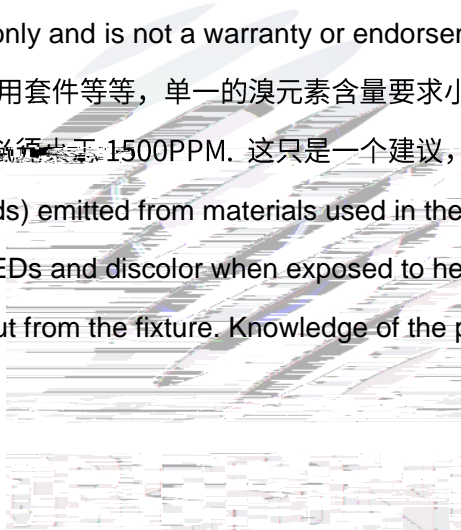 only and is not a warranty or endorser
用套件等等，单一的溴元素含量要求小
1500PPM. 这只是一个建议，
ds) emitted from materials used in the
EDs and discolor when exposed to he
ut from the fixture. Knowledge of the p